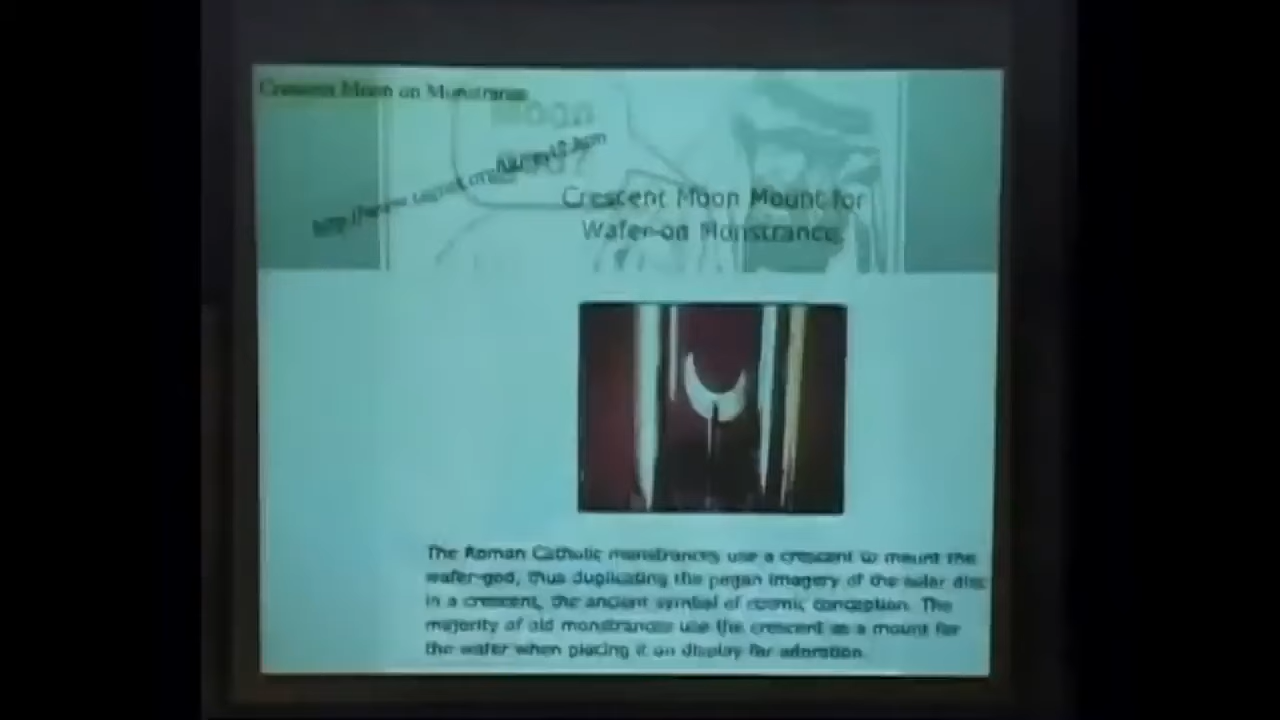 Crescent Moon on Monstrance
Moon
Crescent Moon Mount for
Wafer on Monstrance.
The Roman Catholic monstrances use a crescent to mount the
wafer-god, thus duplicating the pagan imagery of the solar disc
in a crescent, the ancient symbol of cosmic conception. The
majority of old monstrances use the crescent as a mount for
the wafer when placing it on display for adoration.